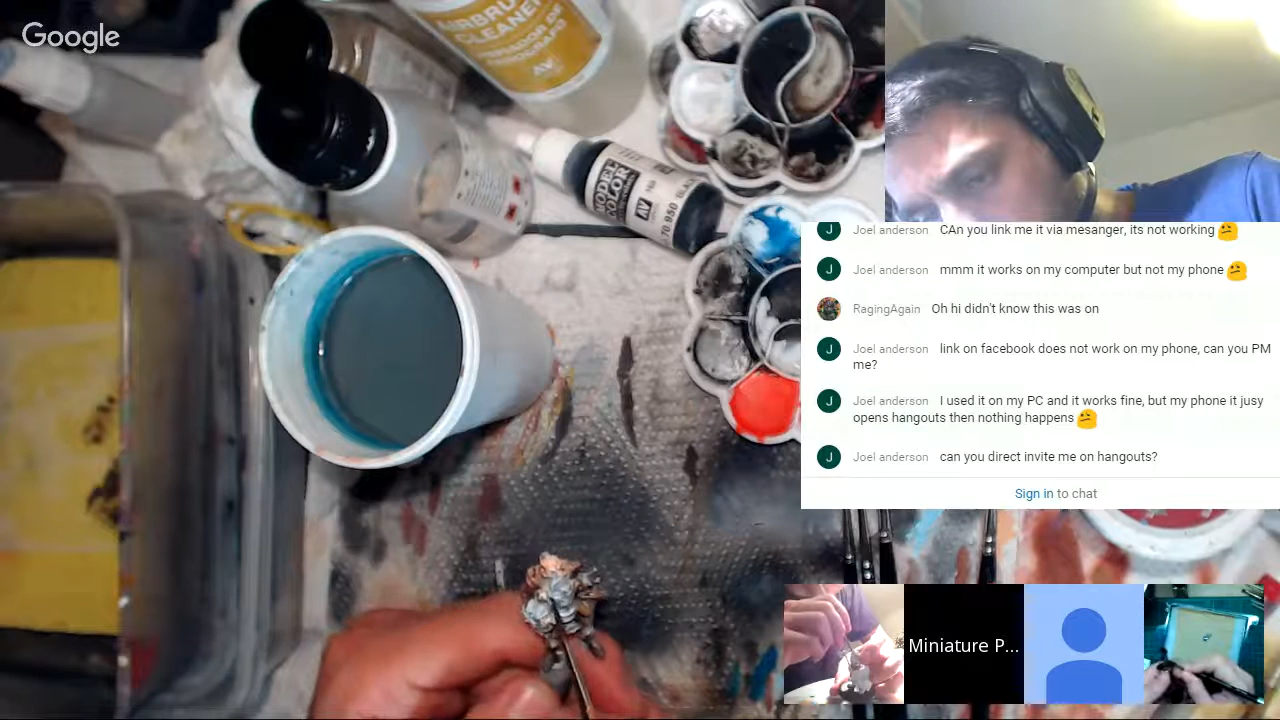 Google
AIRBRUSH
CLEANER
AV
MODEL
COLOR
AV
70.950
Joel anderson CAn you link me it via mesanger, its not working
J
Joel anderson mmm it works on my computer but not my phone
J
RagingAgain Oh hi didn't know this was on
Joel anderson link on facebook does not work on my phone, can you PM
me?
J
Joel anderson I used it on my PC and it works fine, but my phone it jusy
opens hangouts then nothing happens
J
Joel anderson can you direct invite me on hangouts?
J
Sign in to chat
Miniature P...